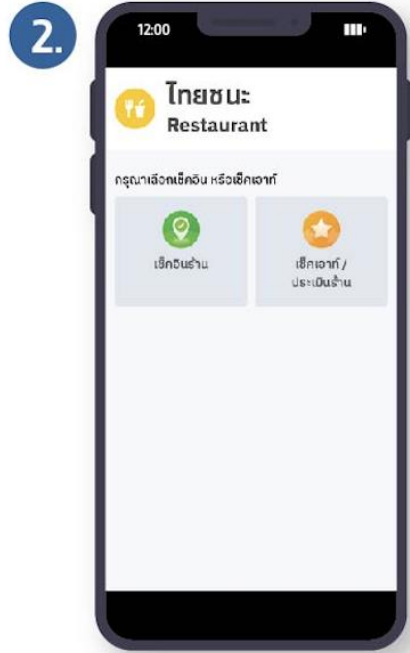 2.
12:00
ไทยชนะ
Restaurant
กรุณาเลือกเช็คอิน หรือเช็คเอาท์
เช็คอินร้าน
เช็คเอาท์ /
ประเมินร้าน